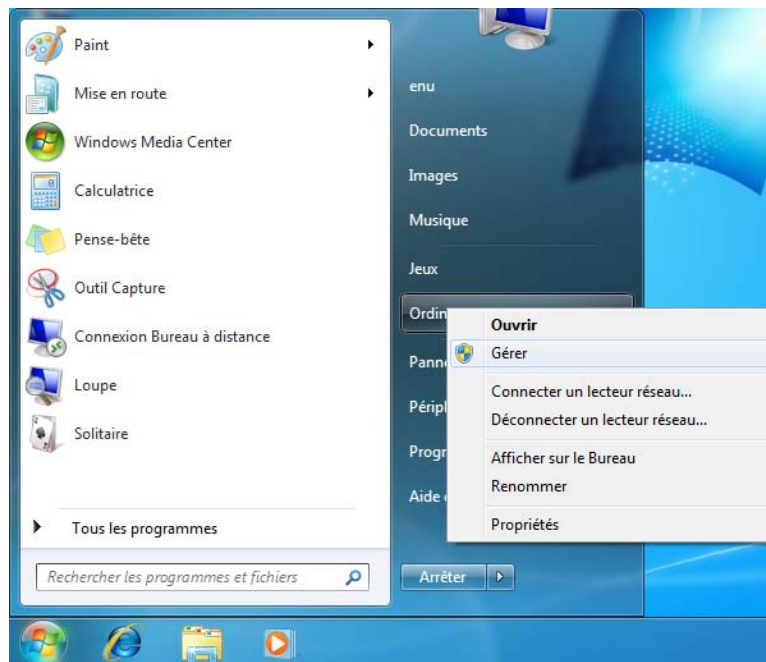 Paint
Mise en route
Windows Media Center
Calculatrice
Pense-bête
Outil Capture
Connexion Bureau à distance
Loupe
Solitaire
Tous les programmes
Rechercher les programmes et fichiers
enu
Documents
Images
Musique
Jeux
Ordin
Pann
Périph
Progr
Aide
Arrêter
Ouvrir
Gérer
Connecter un lecteur réseau...
Déconnecter un lecteur réseau...
Afficher sur le Bureau
Renommer
Propriétés